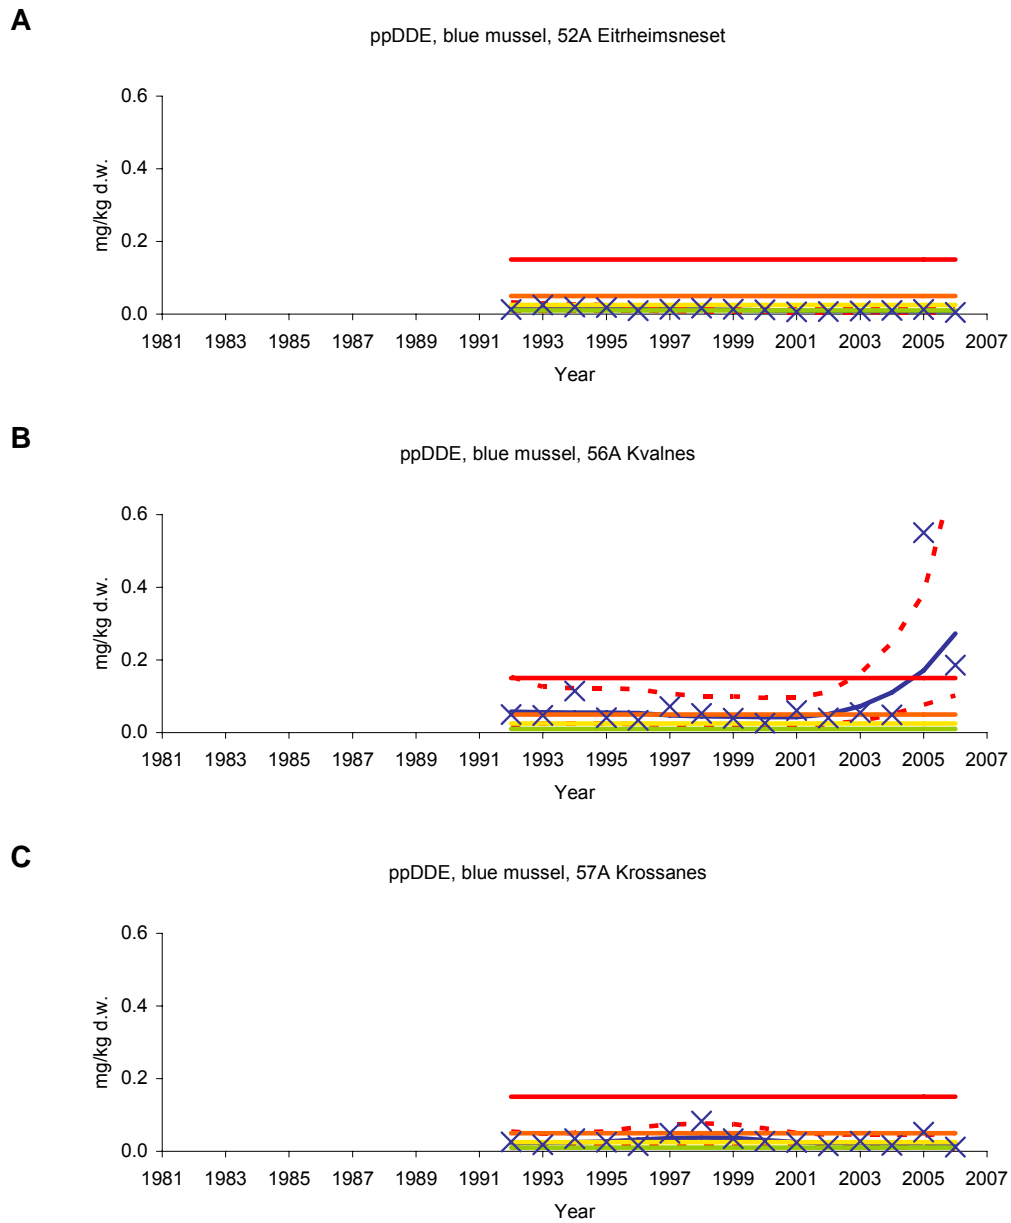 A
ppDDE, blue mussel, 52A Eitrheimsneset
0.6
0.4
0.2
0.0
mg/kg d.w.
1981 1983 1985 1987 1989 1991 1993 1995 1997 1999 2001 2003 2005 2007
Year
B
ppDDE, blue mussel, 56A Kvalnes
0.6
0.4
0.2
0.0
mg/kg d.w.
1981 1983 1985 1987 1989 1991 1993 1995 1997 1999 2001 2003 2005 2007
Year
C
ppDDE, blue mussel, 57A Krossanes
0.6
0.4
0.2
0.0
mg/kg d.w.
1981 1983 1985 1987 1989 1991 1993 1995 1997 1999 2001 2003 2005 2007
Year